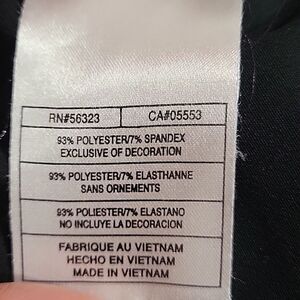 RN#56323 CA#05553
93% POLYESTER/7% SPANDEX
EXCLUSIVE OF DECORATION
93% POLYESTER/7% ELASTHANNE
SANS ORNEMENTS
93% POLIESTER/7% ELASTANO
NO INCLUYE LA DECORACION
FABRIQUE AU VIETNAM
HECHO EN VIETNAM
MADE IN VIETNAM